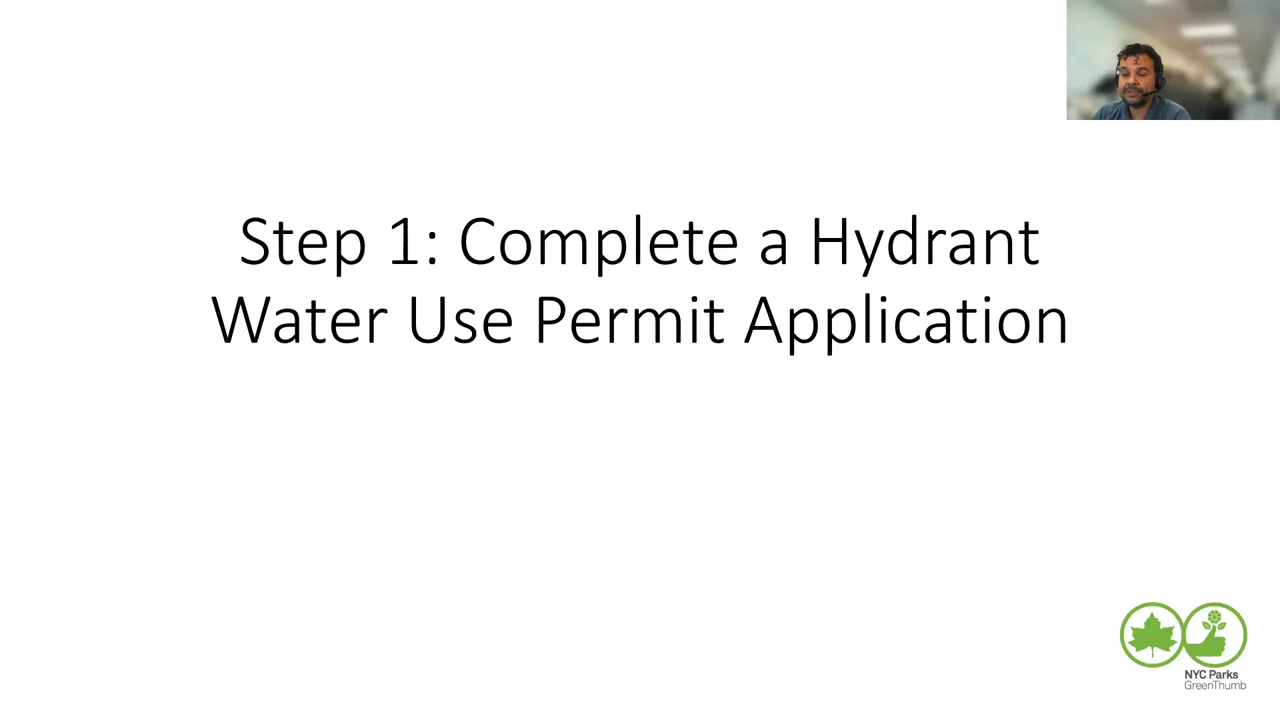 Step 1: Complete a Hydrant
Water Use Permit Application
NYC Parks
GreenThumb